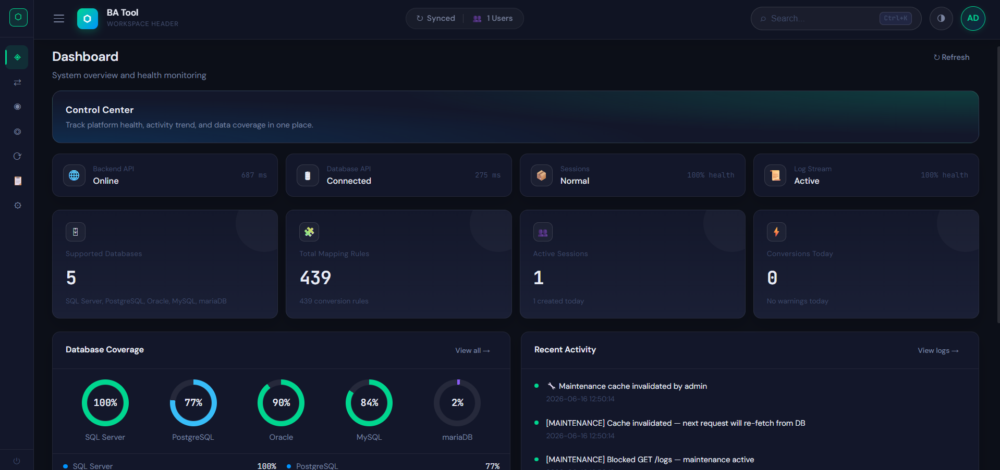 BA Tool
WORKSPACE HEADER
↻ Synced
1 Users
Search...
Ctrl+K
AD
Dashboard
System overview and health monitoring
↻ Refresh
Control Center
Track platform health, activity trend, and data coverage in one place.
Backend API
Online
687 ms
Database API
Connected
275 ms
Sessions
Normal
100% health
Log Stream
Active
100% health
Supported Databases
5
SQL Server, PostgreSQL, Oracle, MySQL, mariaDB
Total Mapping Rules
439
439 conversion rules
Active Sessions
1
1 created today
Conversions Today
0
No warnings today
Database Coverage
View all →
100%
SQL Server
77%
PostgreSQL
90%
Oracle
84%
MySQL
2%
mariaDB
SQL Server 100%
PostgreSQL 77%
Recent Activity
View logs →
Maintenance cache invalidated by admin
2026-06-16 12:50:14
[MAINTENANCE] Cache invalidated — next request will re-fetch from DB
2026-06-16 12:50:14
[MAINTENANCE] Blocked GET /logs — maintenance active